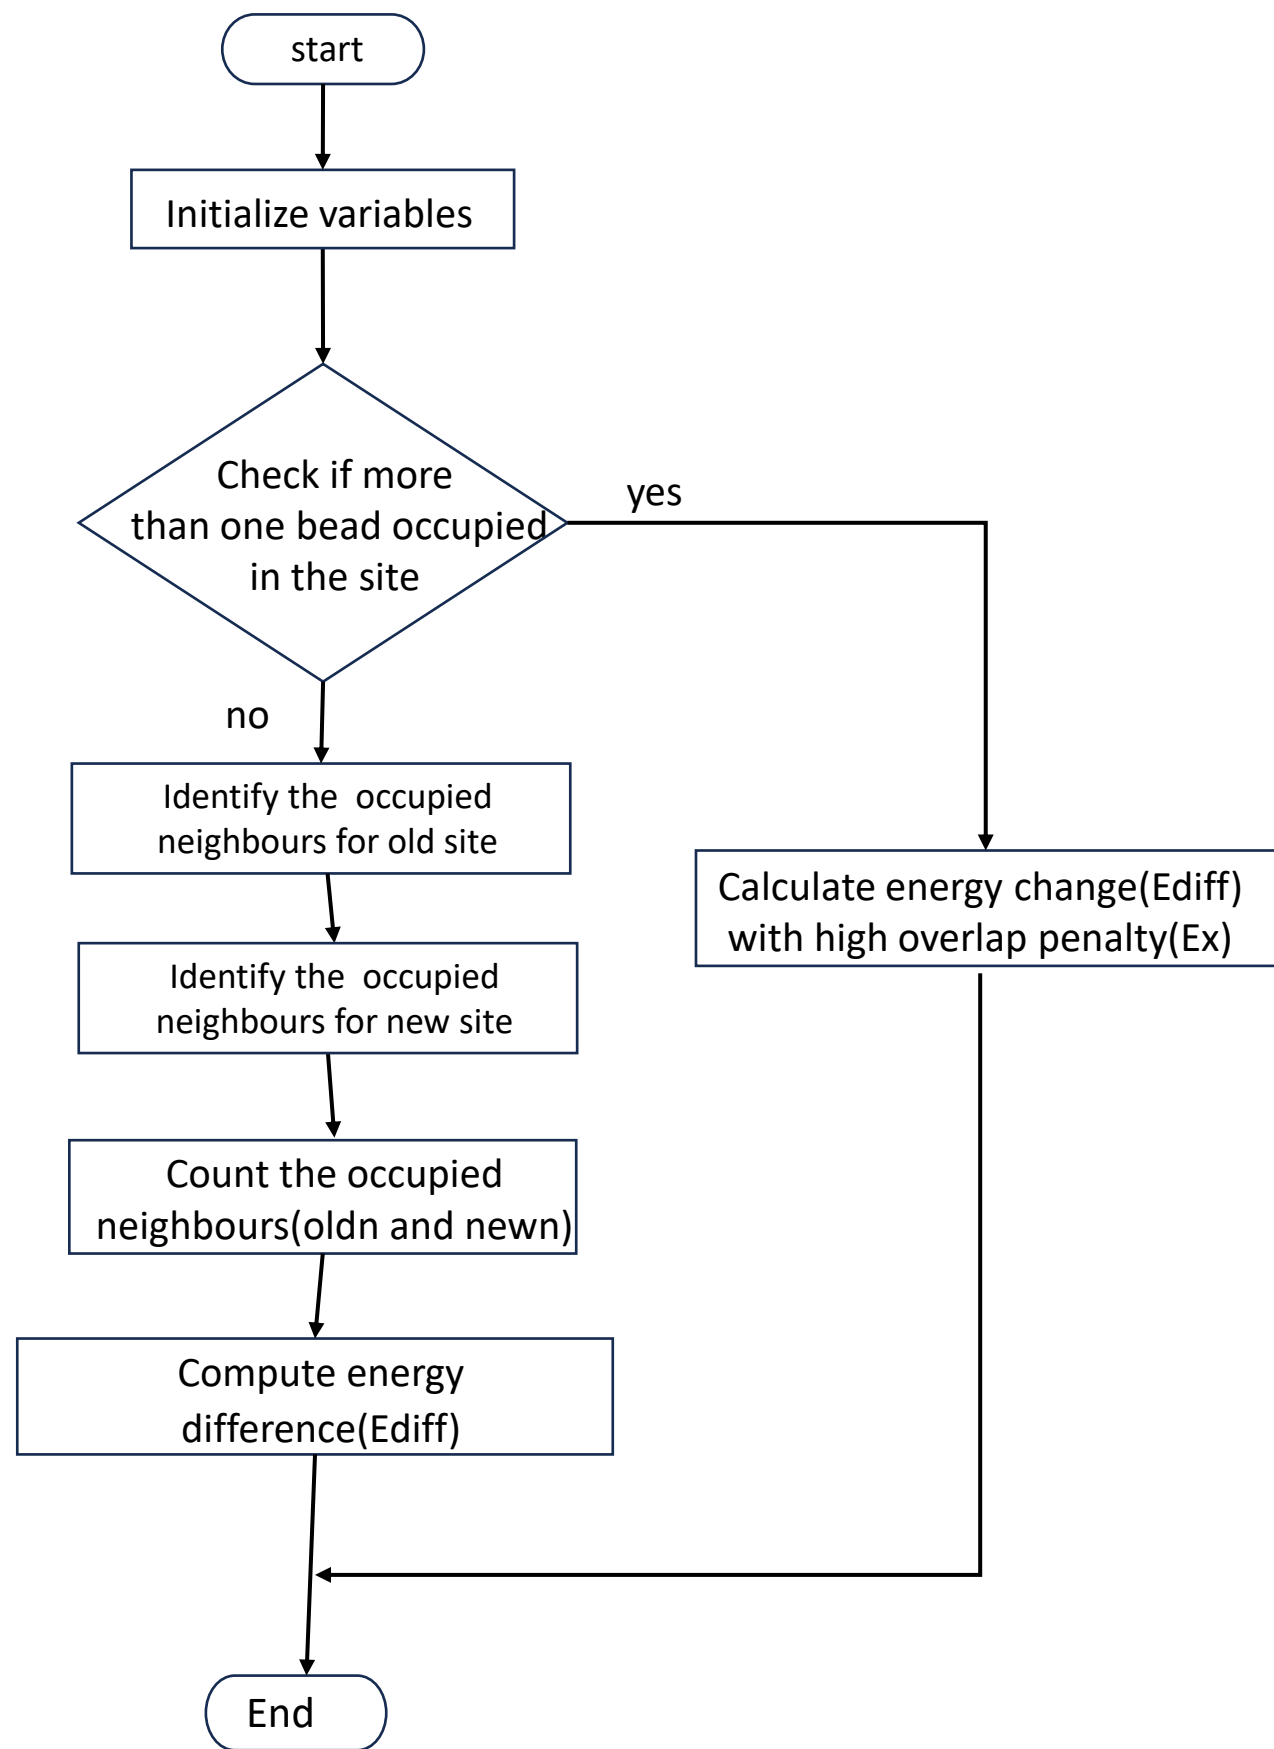 start
Initialize variables
Check if more
than one bead occupied
in the site
yes
no
Identify the  occupied
neighbours for old site
Calculate energy change(Ediff)
with high overlap penalty(Ex)
Identify the  occupied
neighbours for new site
Count the occupied
neighbours(oldn and newn)
Compute energy
difference(Ediff)
End